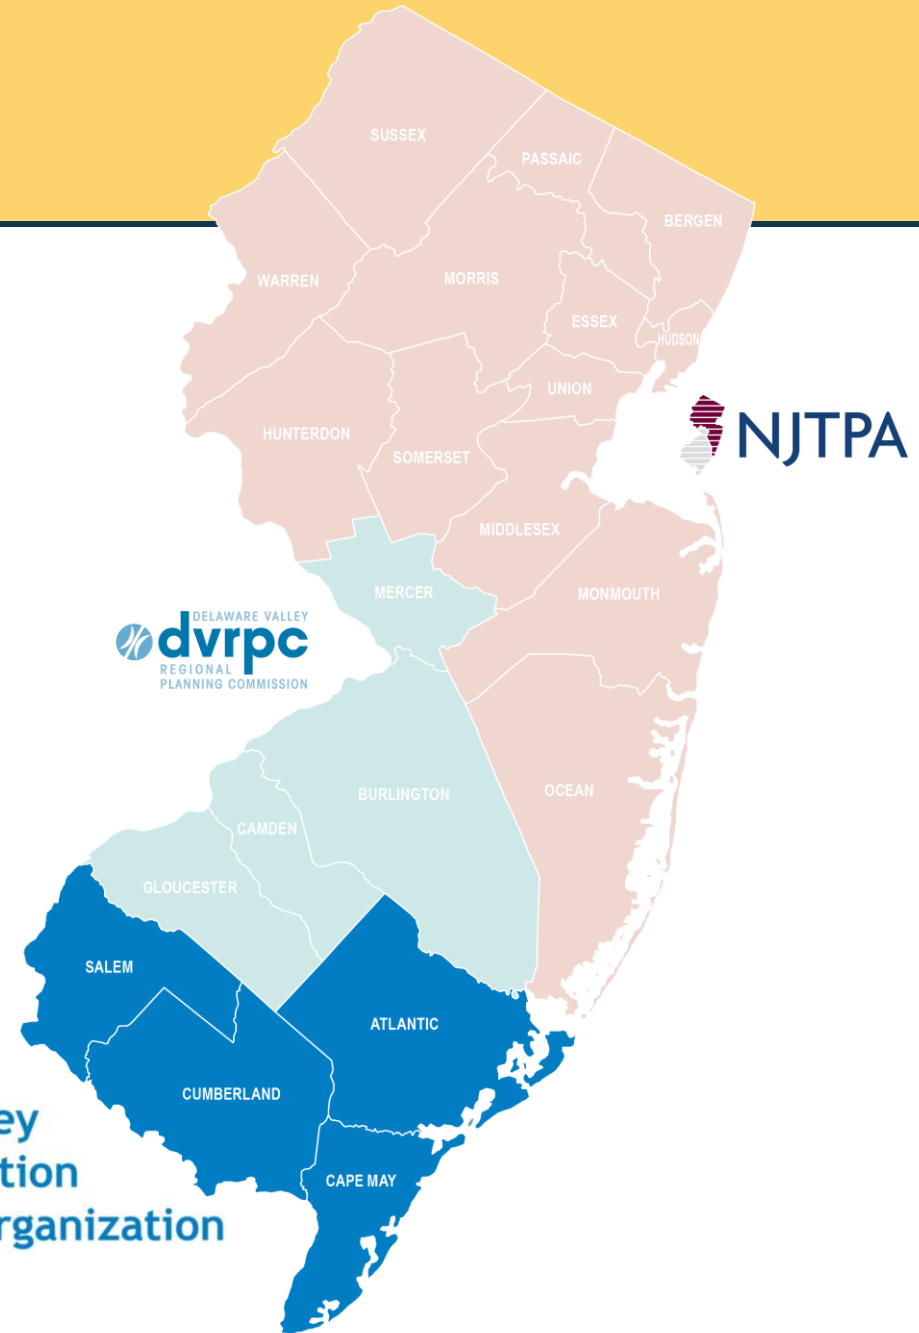 SUSSEX
PASSAIC
BERGEN
WARREN
MORRIS
ESSEX
HUDSON
UNION
HUNTERDON
SOMERSET
NJTPA
MIDDLESEX
MERCER
MONMOUTH
DELAWARE VALLEY
dvrpc
REGIONAL
PLANNING COMMISSION
OCEAN
BURLINGTON
CAMDEN
GLOUCESTER
SALEM
ATLANTIC
CUMBERLAND
ey
tion
rganization
CAPE MAY